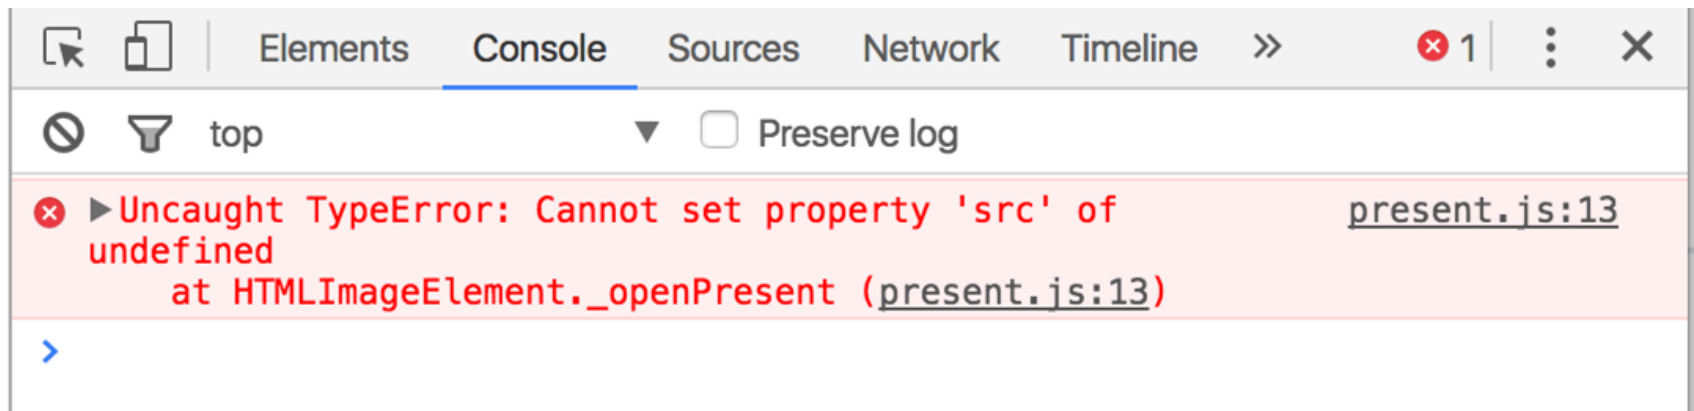 Elements Console Sources Network Timeline » 1
top Preserve log
Uncaught TypeError: Cannot set property 'src' of present.js:13
undefined
at HTMLImageElement._openPresent (present.js:13)